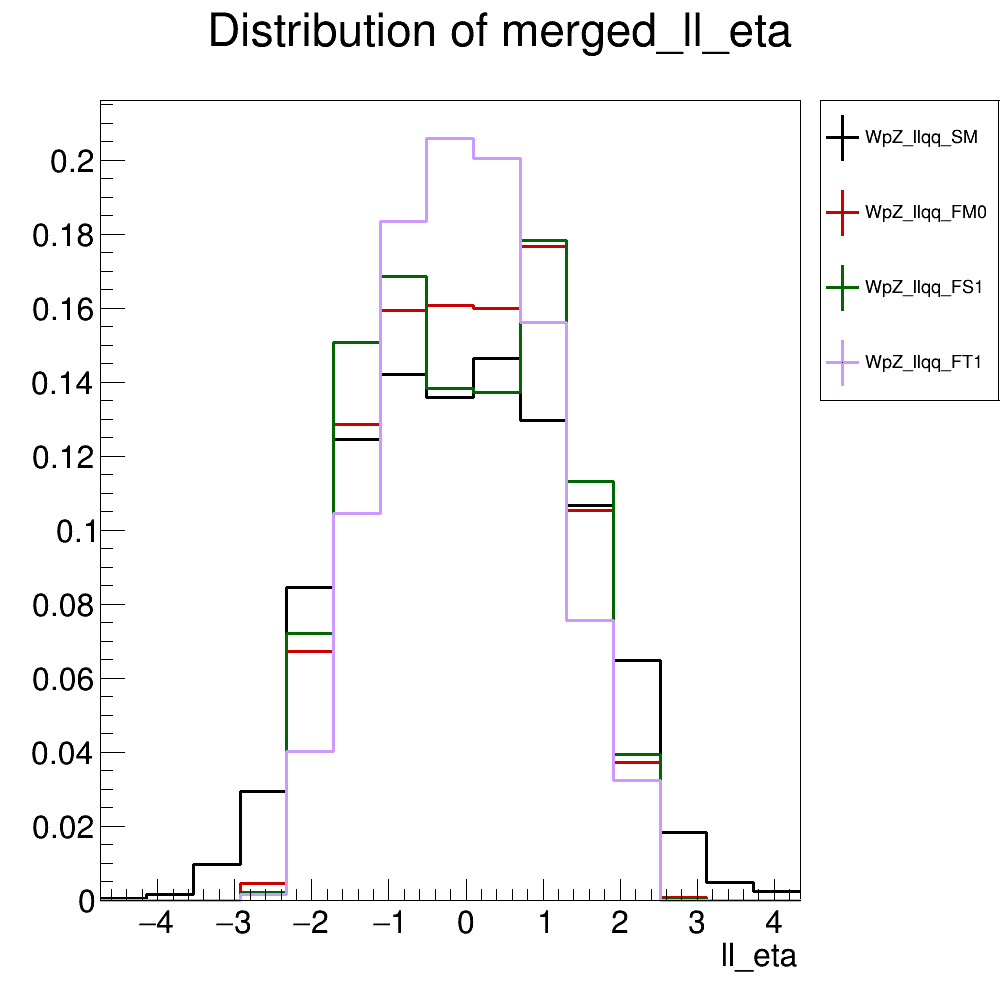 Distribution of merged_ll_eta
WpZ_llqq_SM
WpZ_llqq_FM0
WpZ_llqq_FS1
WpZ_llqq_FT1
0.2
0.18
0.16
0.14
0.12
0.1
0.08
0.06
0.04
0.02
0
−4 −3 −2 −1 0 1 2 3 4
ll_eta